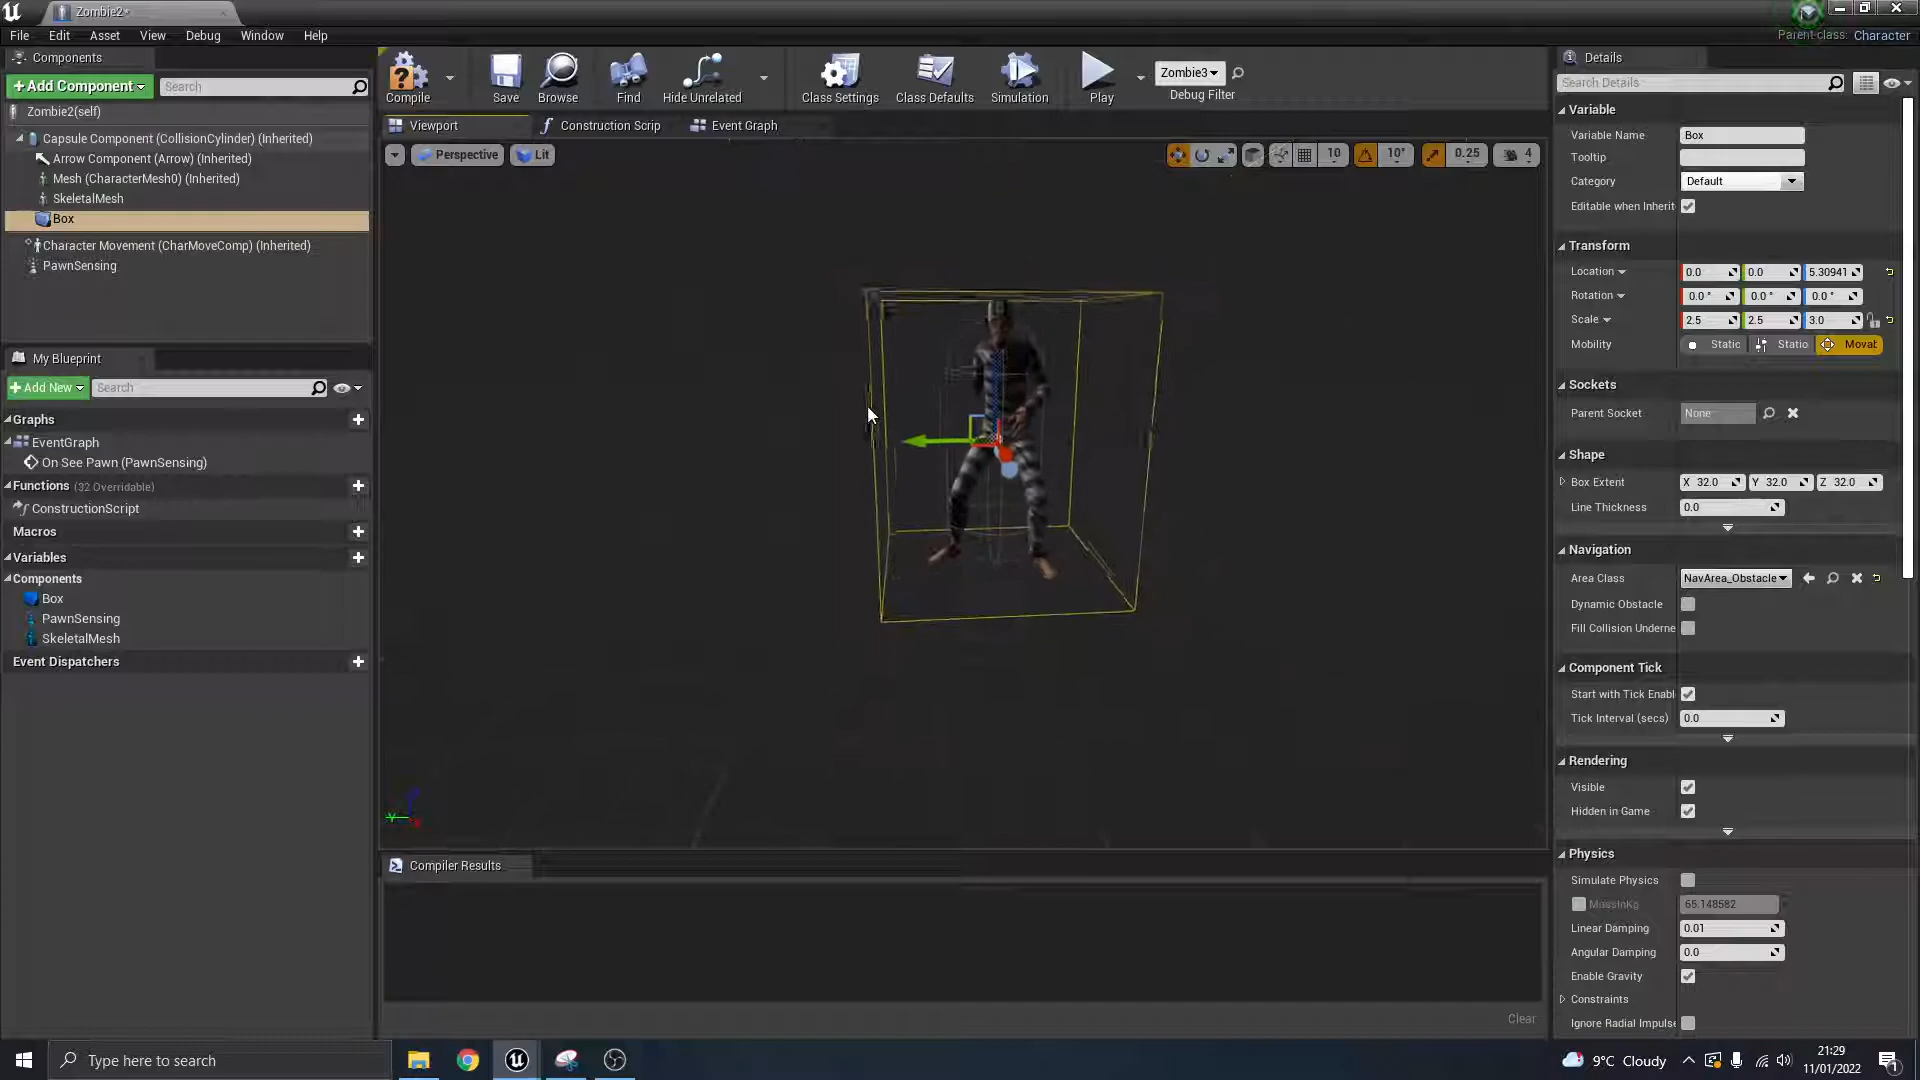 Zombie2*
File Edit Asset View Debug Window Help
Parent class: Character
Components
+Add Component
Search
Zombie2(self)
Capsule Component (CollisionCylinder) (Inherited)
Arrow Component (Arrow) (Inherited)
Mesh (CharacterMesh0) (Inherited)
SkeletalMesh
Box
Character Movement (CharMoveComp) (Inherited)
PawnSensing
My Blueprint
+Add New
Search
Graphs
EventGraph
On See Pawn (PawnSensing)
Functions (32 Overridable)
ConstructionScript
Macros
Variables
Components
Box
PawnSensing
SkeletalMesh
Event Dispatchers
Compile Save Browse Find Hide Unrelated Class Settings Class Defaults Simulation Play
Zombie3
Debug Filter
Viewport Construction Scrip Event Graph
Perspective Lit
10 10° 0.25 4
Compiler Results
Clear
Details
Search Details
Variable
Variable Name Box
Tooltip
Category Default
Editable when Inherit
Transform
Location 0.0 0.0 5.30941
Rotation 0.0° 0.0° 0.0°
Scale 2.5 2.5 3.0
Mobility Static Statio Movat
Sockets
Parent Socket None
Shape
Box Extent X 32.0 Y 32.0 Z 32.0
Line Thickness 0.0
Navigation
Area Class NavArea_Obstacle
Dynamic Obstacle
Fill Collision Underne
Component Tick
Start with Tick Enabl
Tick Interval (secs) 0.0
Rendering
Visible
Hidden in Game
Physics
Simulate Physics
MassInKg 65.148582
Linear Damping 0.01
Angular Damping 0.0
Enable Gravity
Constraints
Ignore Radial Impulse
Type here to search
9°C Cloudy
21:29
11/01/2022
1